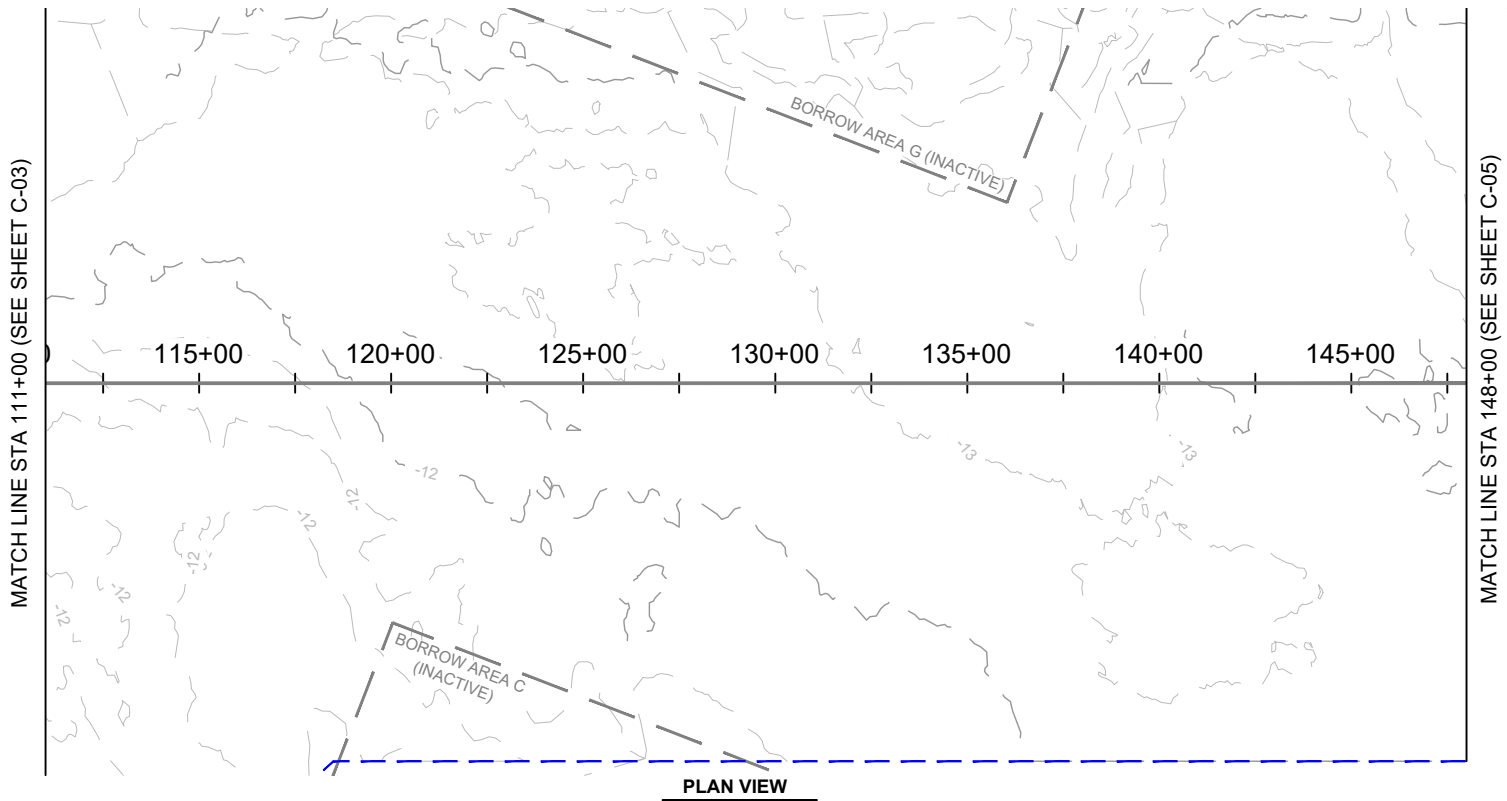 BORROW AREA G (INACTIVE)
MATCH LINE STA 111+00 (SEE SHEET C-03)
MATCH LINE STA 148+00 (SEE SHEET C-05)
0
115+00
120+00
125+00
130+00
135+00
140+00
145+00
-13
-13
-12
-12
-12
-12
-12
-12
BORROW AREA C
(INACTIVE)
PLAN VIEW